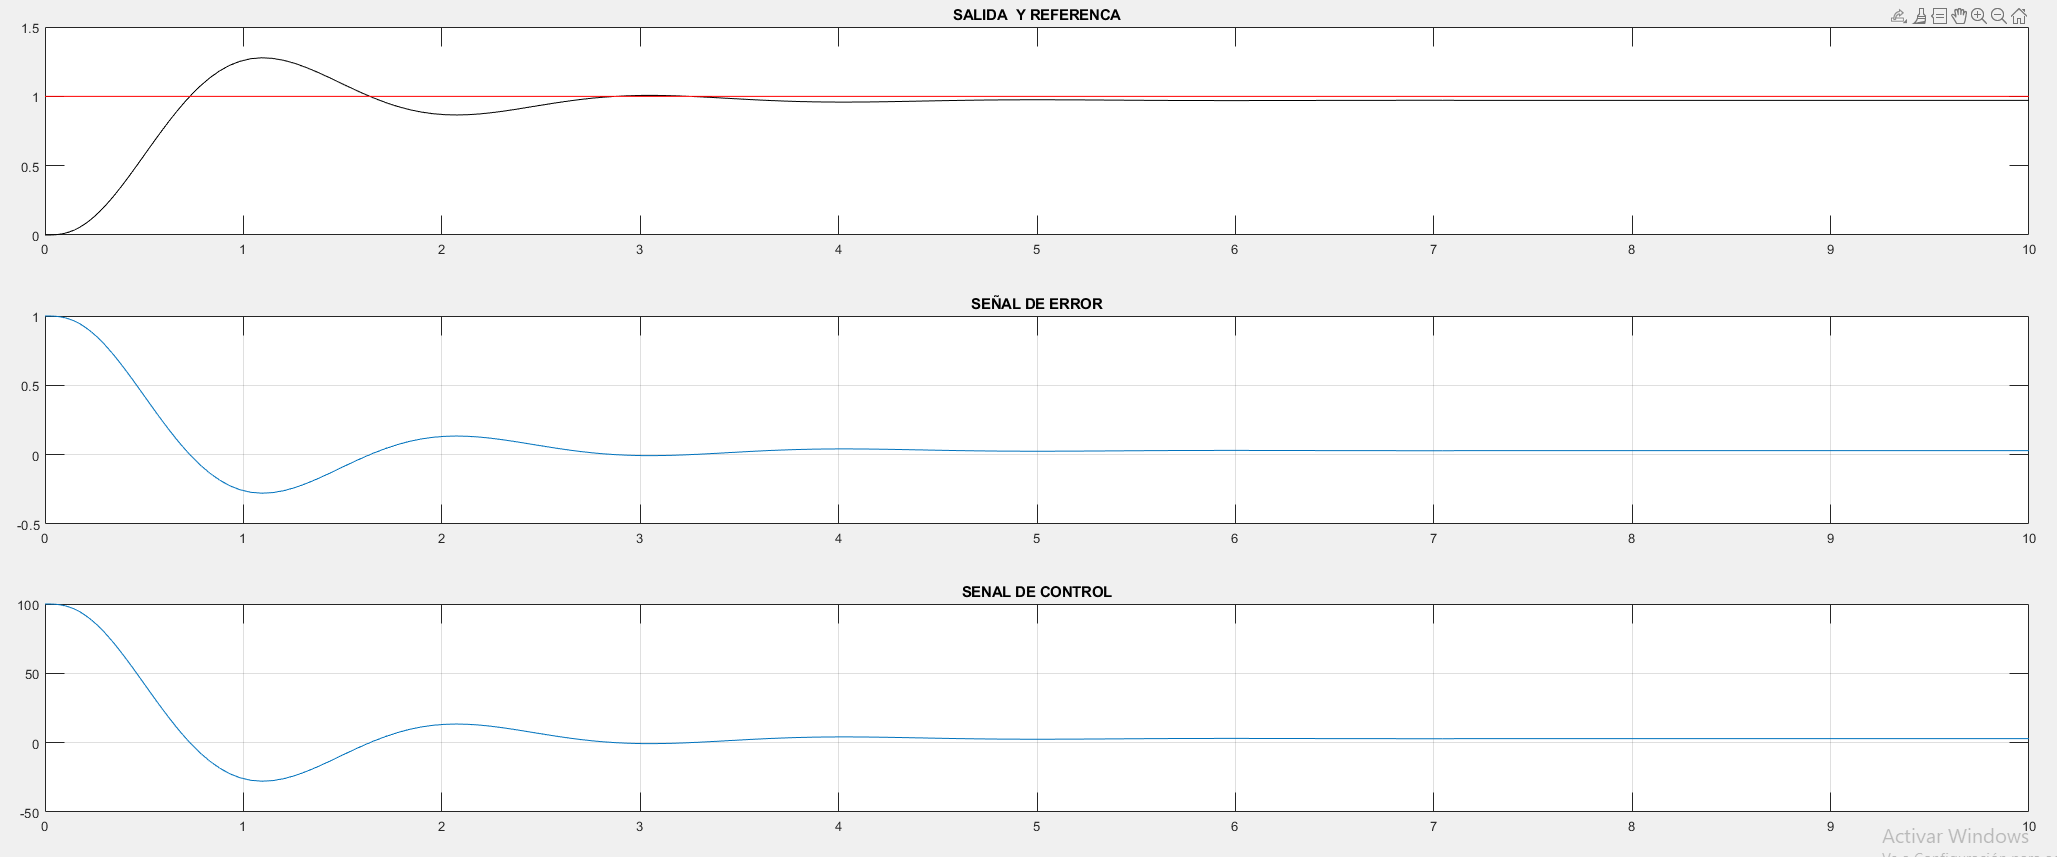 SALIDA Y REFERENCA
1.5
1
0.5
0
0 1 2 3 4 5 6 7 8 9 10
SEÑAL DE ERROR
1
0.5
0
-0.5
0 1 2 3 4 5 6 7 8 9 10
SENAL DE CONTROL
100
50
0
-50
0 1 2 3 4 5 6 7 8 9 10
Activar Windows